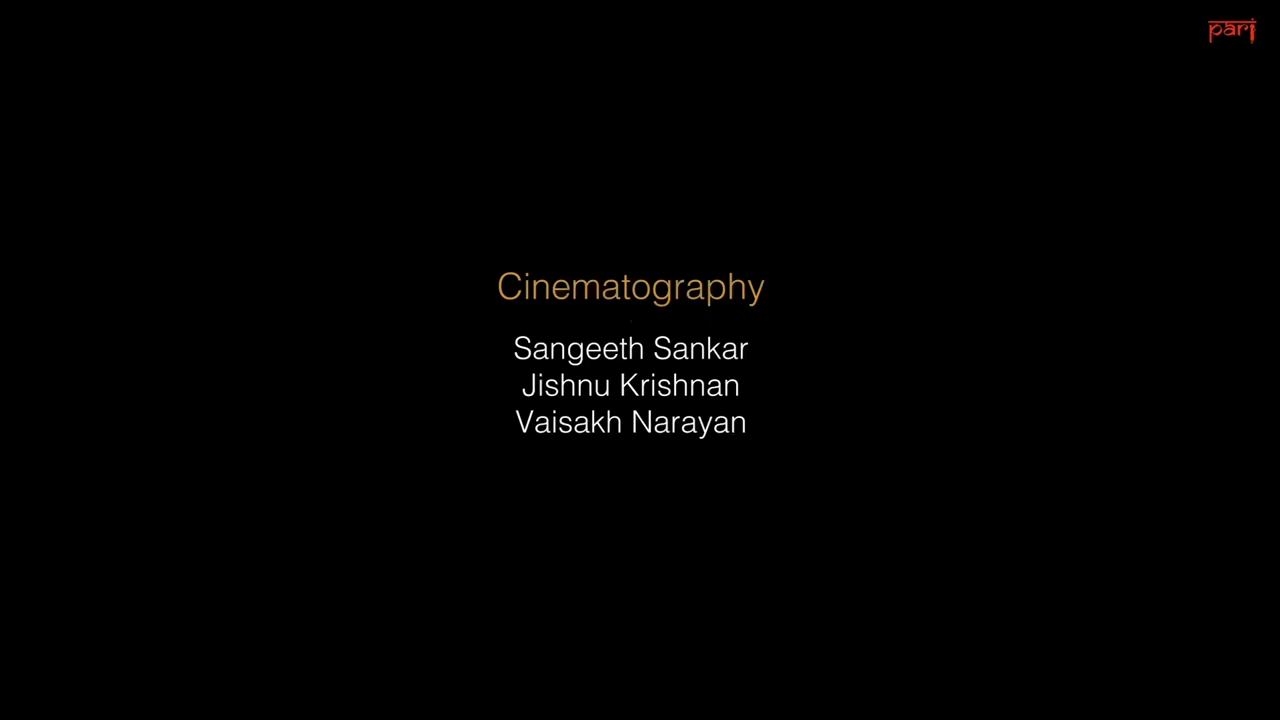 pari
Cinematography
Sangeeth Sankar
Jishnu Krishnan
Vaisakh Narayan